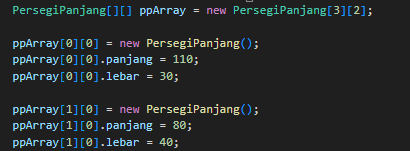 PersegiPanjang[][] ppArray = new PersegiPanjang[3][2];
ppArray[0][0] = new PersegiPanjang();
ppArray[0][0].panjang = 110;
ppArray[0][0].lebar = 30;
ppArray[1][0] = new PersegiPanjang();
ppArray[1][0].panjang = 80;
ppArray[1][0].lebar = 40;